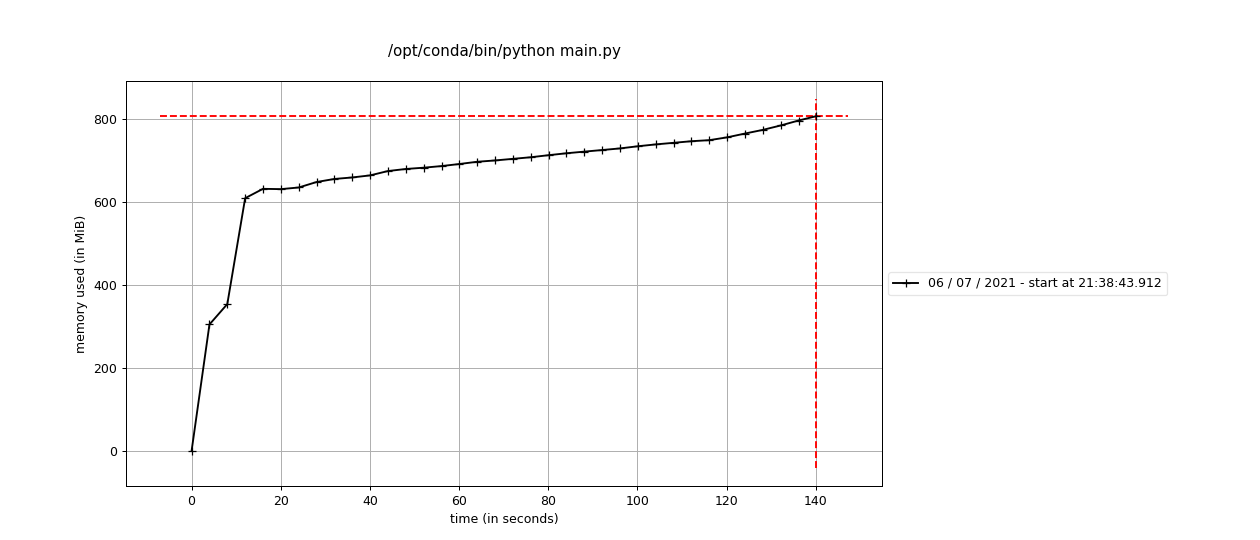 /opt/conda/bin/python main.py
memory used (in MiB)
800
600
400
200
0
0 20 40 60 80 100 120 140
time (in seconds)
06 / 07 / 2021 - start at 21:38:43.912